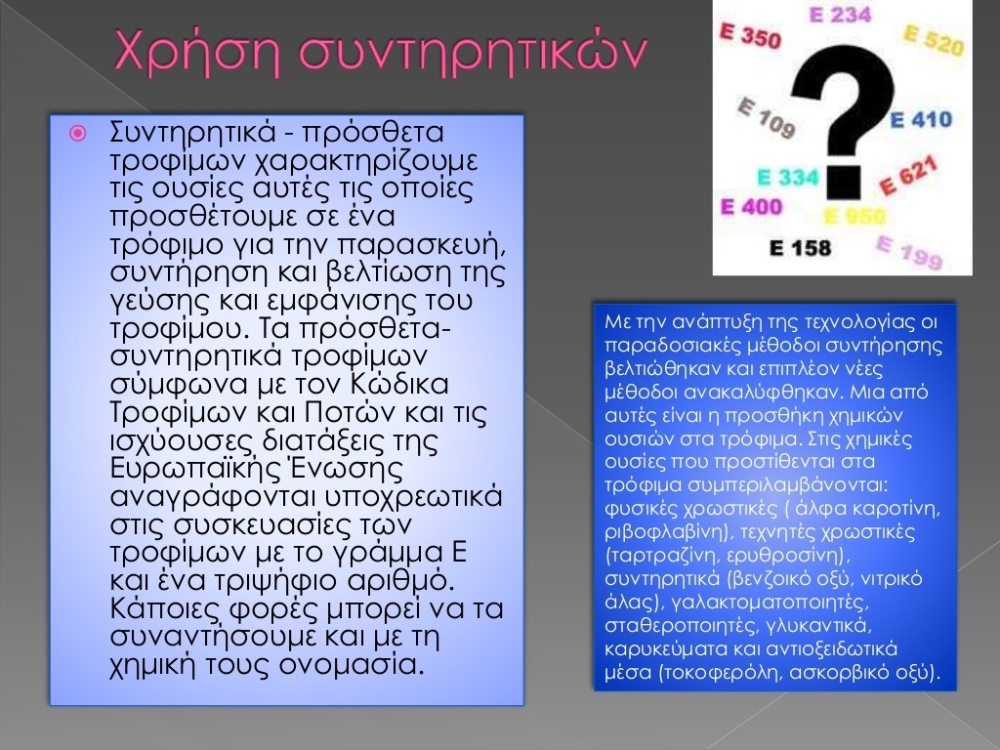 Χρήση συντηρητικών
Συντηρητικά - πρόσθετα
τροφίμων χαρακτηρίζουμε
τις ουσίες αυτές τις οποίες
προσθέτουμε σε ένα
τρόφιμο για την παρασκευή,
συντήρηση και βελτίωση της
γεύσης και εμφάνισης του
τροφίμου. Τα πρόσθετα-
συντηρητικά τροφίμων
σύμφωνα με τον Κώδικα
Τροφίμων και Ποτών και τις
ισχύουσες διατάξεις της
Ευρωπαϊκής Ένωσης
αναγράφονται υποχρεωτικά
στις συσκευασίες των
τροφίμων με το γράμμα Ε
και ένα τριψήφιο αριθμό.
Κάποιες φορές μπορεί να τα
συναντήσουμε και με τη
χημική τους ονομασία.
E 234
E 350
E 520
E 109
?
E 410
E 334
E 621
E 400
E 950
E 158
E 199
Με την ανάπτυξη της τεχνολογίας οι
παραδοσιακές μέθοδοι συντήρησης
βελτιώθηκαν και επιπλέον νέες
μέθοδοι ανακαλύφθηκαν. Μια από
αυτές είναι η προσθήκη χημικών
ουσιών στα τρόφιμα. Στις χημικές
ουσίες που προστίθενται στα
τρόφιμα συμπεριλαμβάνονται:
φυσικές χρωστικές ( άλφα καροτίνη,
ριβοφλαβίνη), τεχνητές χρωστικές
(ταρτραζίνη, ερυθροσίνη),
συντηρητικά (βενζοικό οξύ, νιτρικό
άλας), γαλακτοματοποιητές,
σταθεροποιητές, γλυκαντικά,
καρυκεύματα και αντιοξειδωτικά
μέσα (τοκοφερόλη, ασκορβικό οξύ).